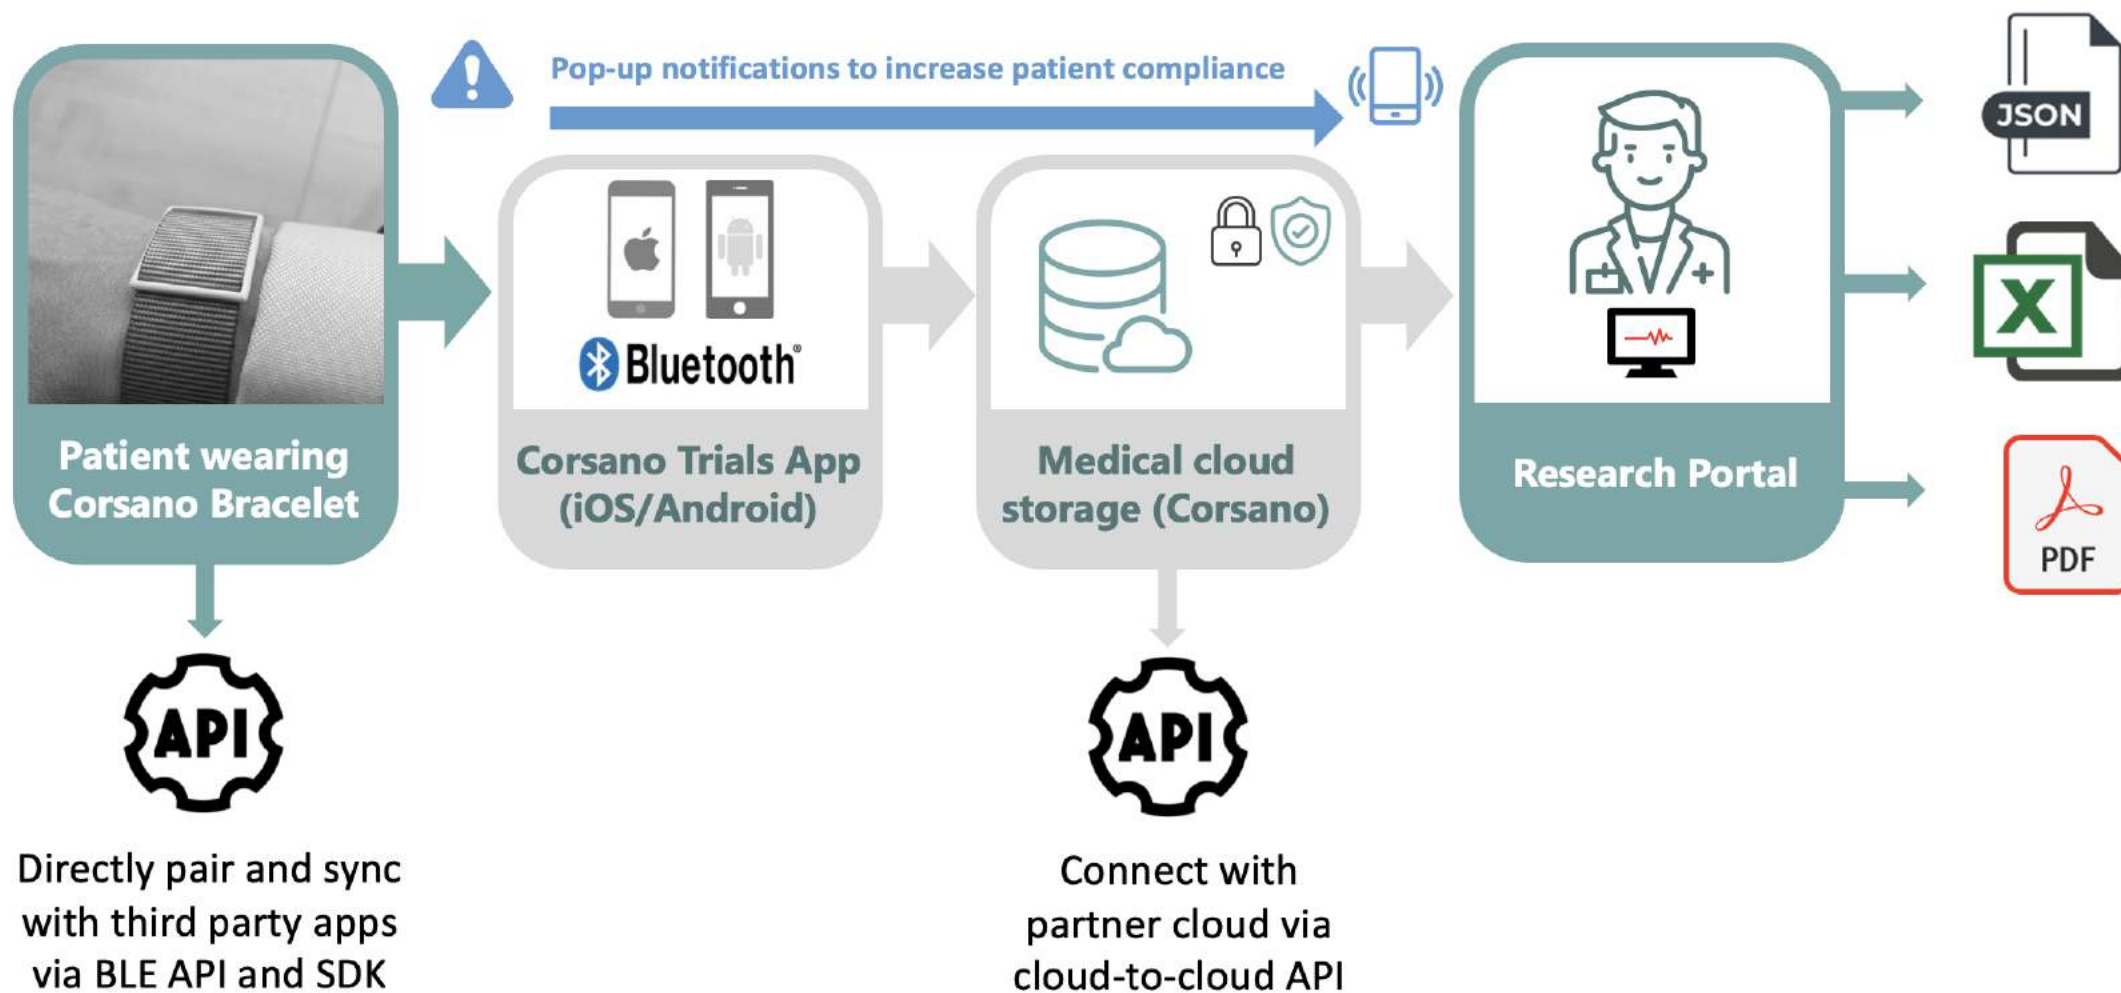 Pop-up notifications to increase patient compliance
JSON
X
Bluetooth®
Patient wearing
Corsano Bracelet
Corsano Trials App
(iOS/Android)
Medical cloud
storage (Corsano)
Research Portal
PDF
API
API
Directly pair and sync
with third party apps
via BLE API and SDK
Connect with
partner cloud via
cloud-to-cloud API